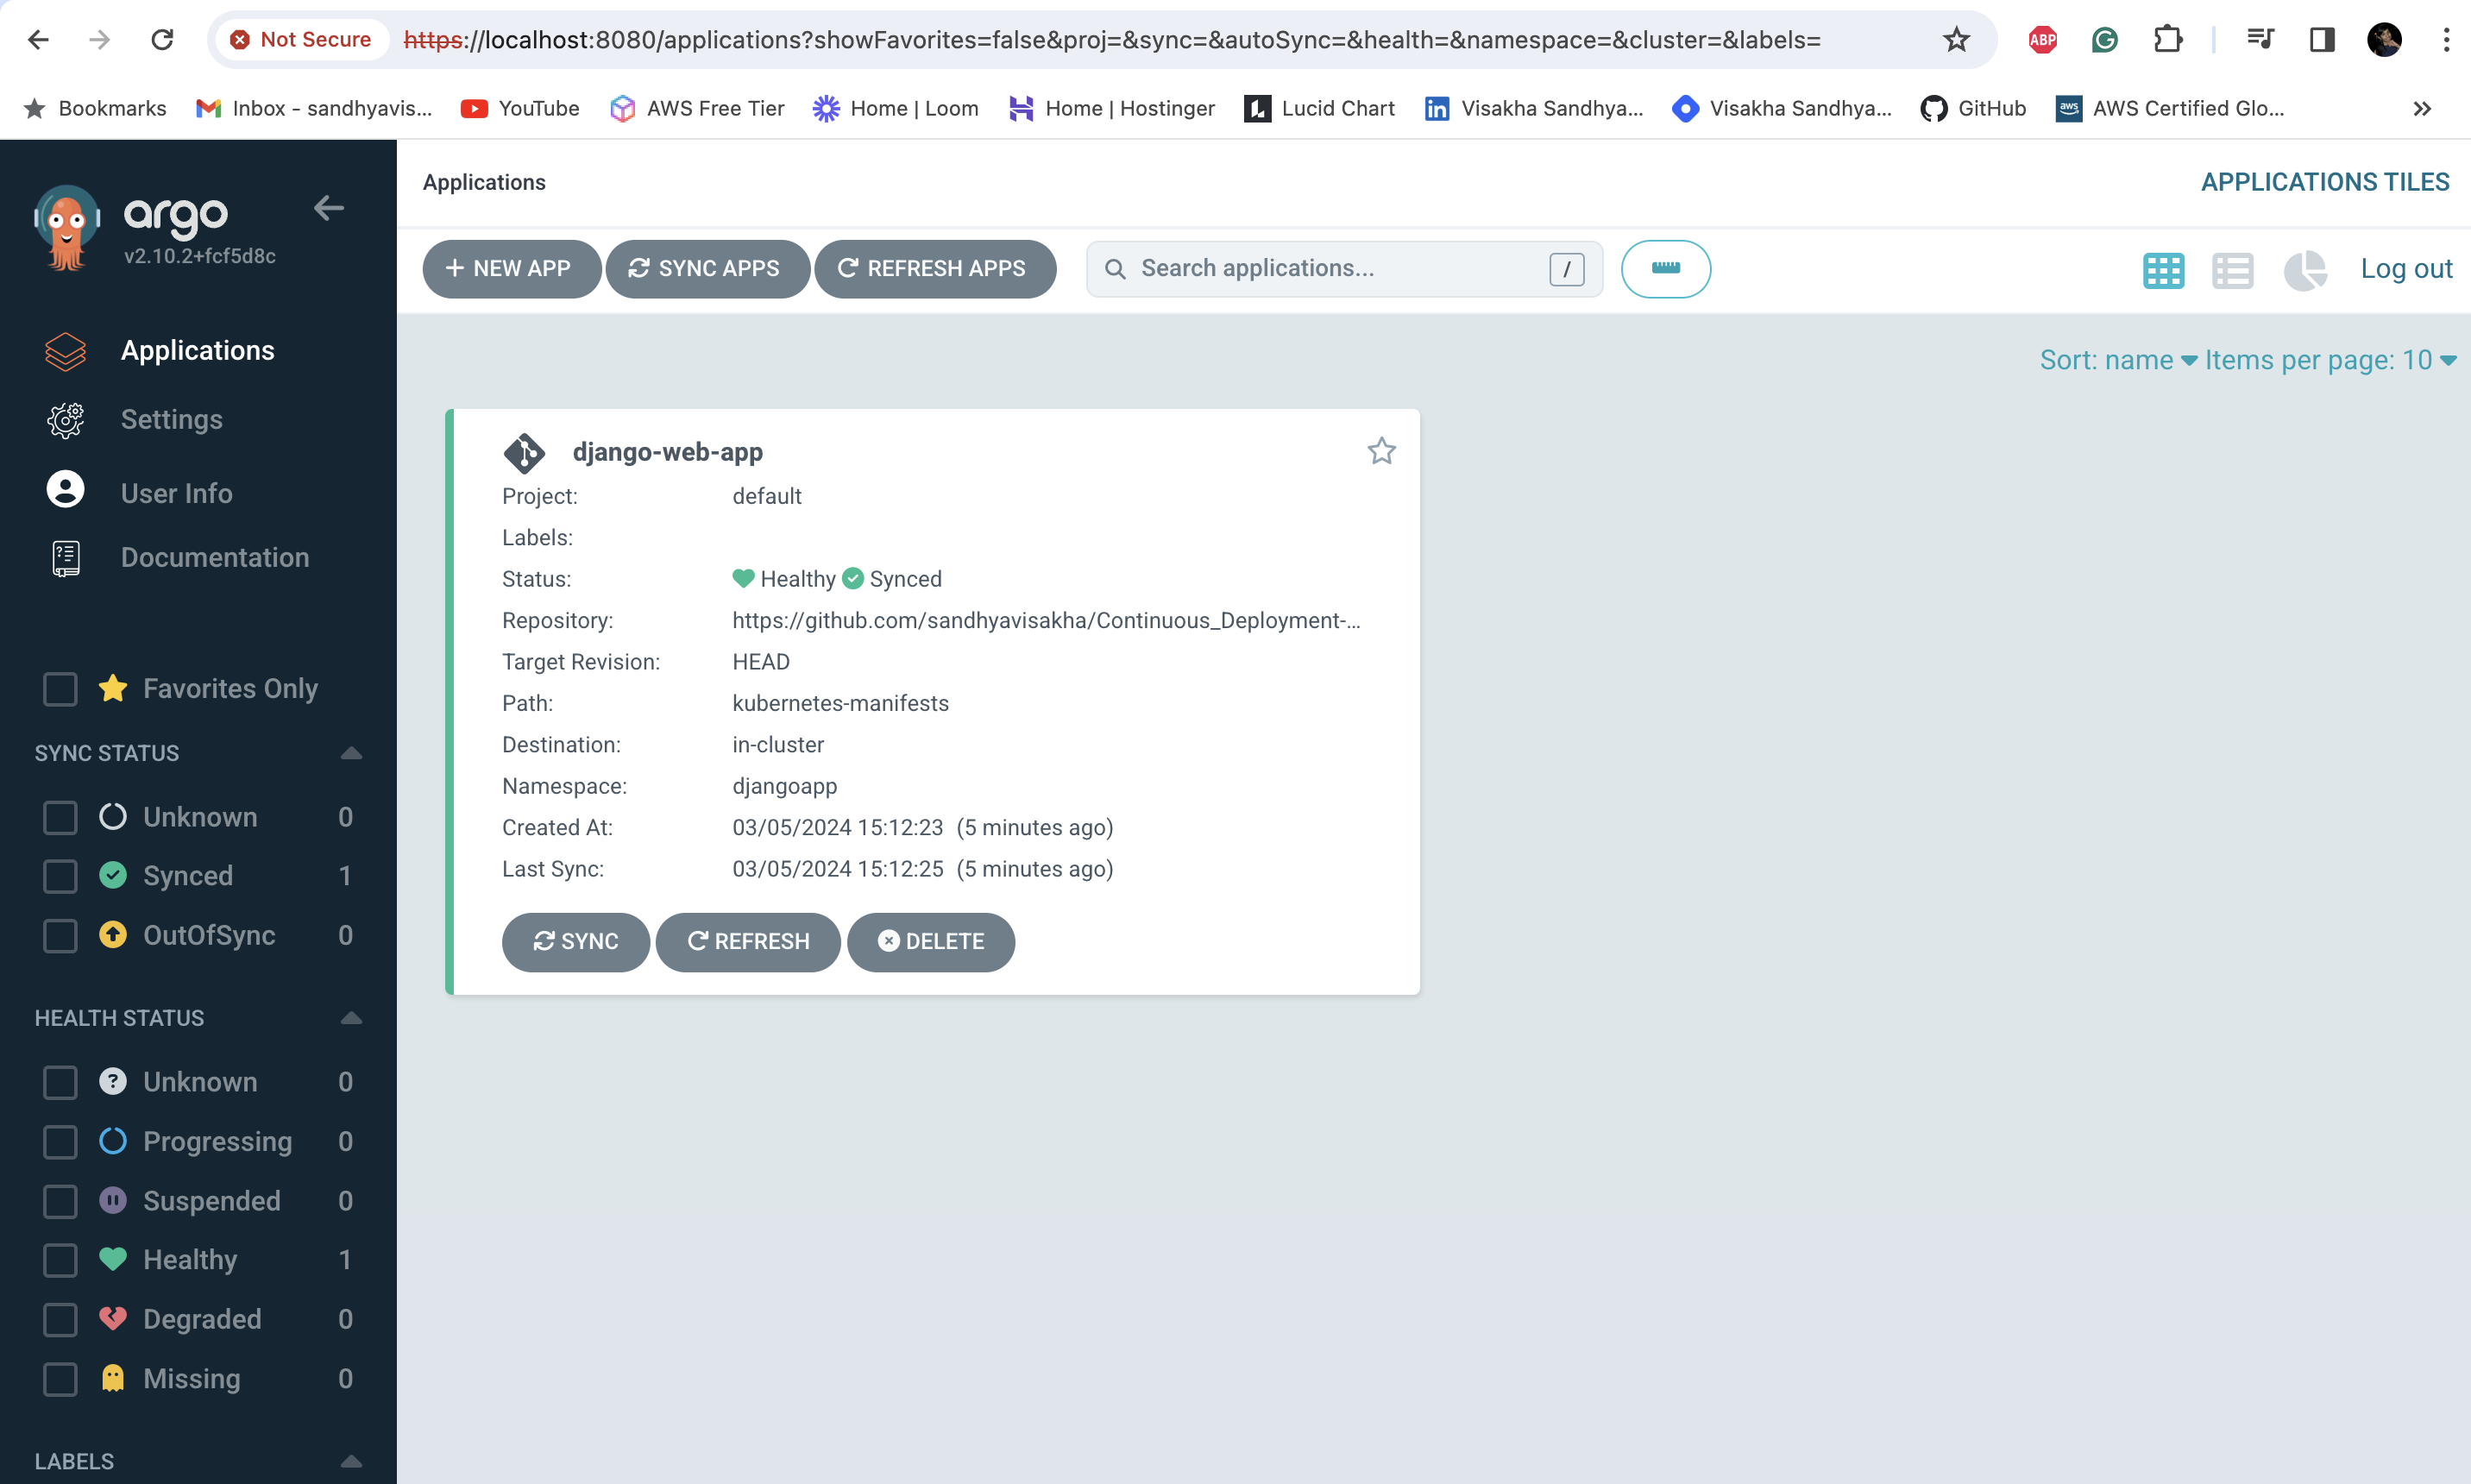 Not Secure https://localhost:8080/applications?showFavorites=false&proj=&sync=&autoSync=&health=&namespace=&cluster=&labels= ABP
Bookmarks Inbox - sandhyavis... YouTube AWS Free Tier Home | Loom Home | Hostinger Lucid Chart in Visakha Sandhya... Visakha Sandhya... GitHub aws AWS Certified Glo... »
argo
v2.10.2+fcf5d8c
Applications
Settings
User Info
Documentation
Favorites Only
SYNC STATUS
Unknown 0
Synced 1
OutOfSync 0
HEALTH STATUS
Unknown 0
Progressing 0
Suspended 0
Healthy 1
Degraded 0
Missing 0
LABELS
Applications APPLICATIONS TILES
+ NEW APP SYNC APPS REFRESH APPS Search applications... / Log out
Sort: name Items per page: 10
django-web-app
Project: default
Labels:
Status: Healthy Synced
Repository: https://github.com/sandhyavisakha/Continuous_Deployment-...
Target Revision: HEAD
Path: kubernetes-manifests
Destination: in-cluster
Namespace: djangoapp
Created At: 03/05/2024 15:12:23 (5 minutes ago)
Last Sync: 03/05/2024 15:12:25 (5 minutes ago)
SYNC REFRESH DELETE